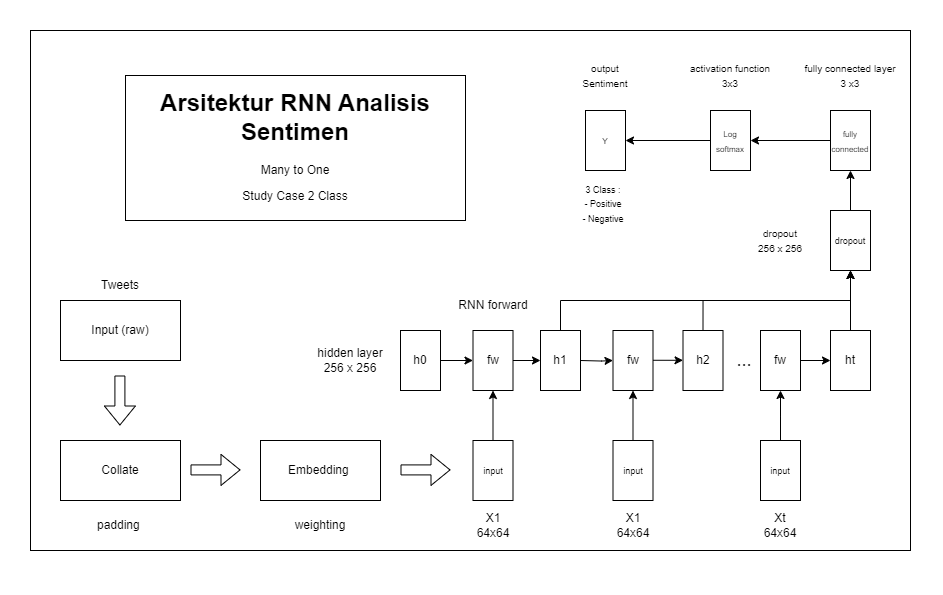 Arsitektur RNN Analisis
Sentimen
Many to One
Study Case 2 Class
output
Sentiment
activation function
3x3
fully connected layer
3 x3
Y
Log
softmax
fully
connected
3 Class :
- Positive
- Negative
dropout
256 x 256
dropout
Tweets
Input (raw)
RNN forward
hidden layer
256 x 256
h0
fw
h1
fw
h2
...
fw
ht
Collate
Embedding
input
input
input
padding
weighting
X1
64x64
X1
64x64
Xt
64x64